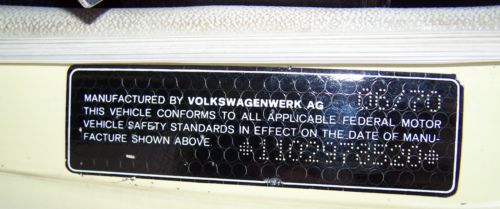 MANUFACTURED BY VOLKSWAGENWERK AG 06/70
THIS VEHICLE CONFORMS TO ALL APPLICABLE FEDERAL MOTOR
VEHICLE SAFETY STANDARDS IN EFFECT ON THE DATE OF MANU-
FACTURE SHOWN ABOVE.